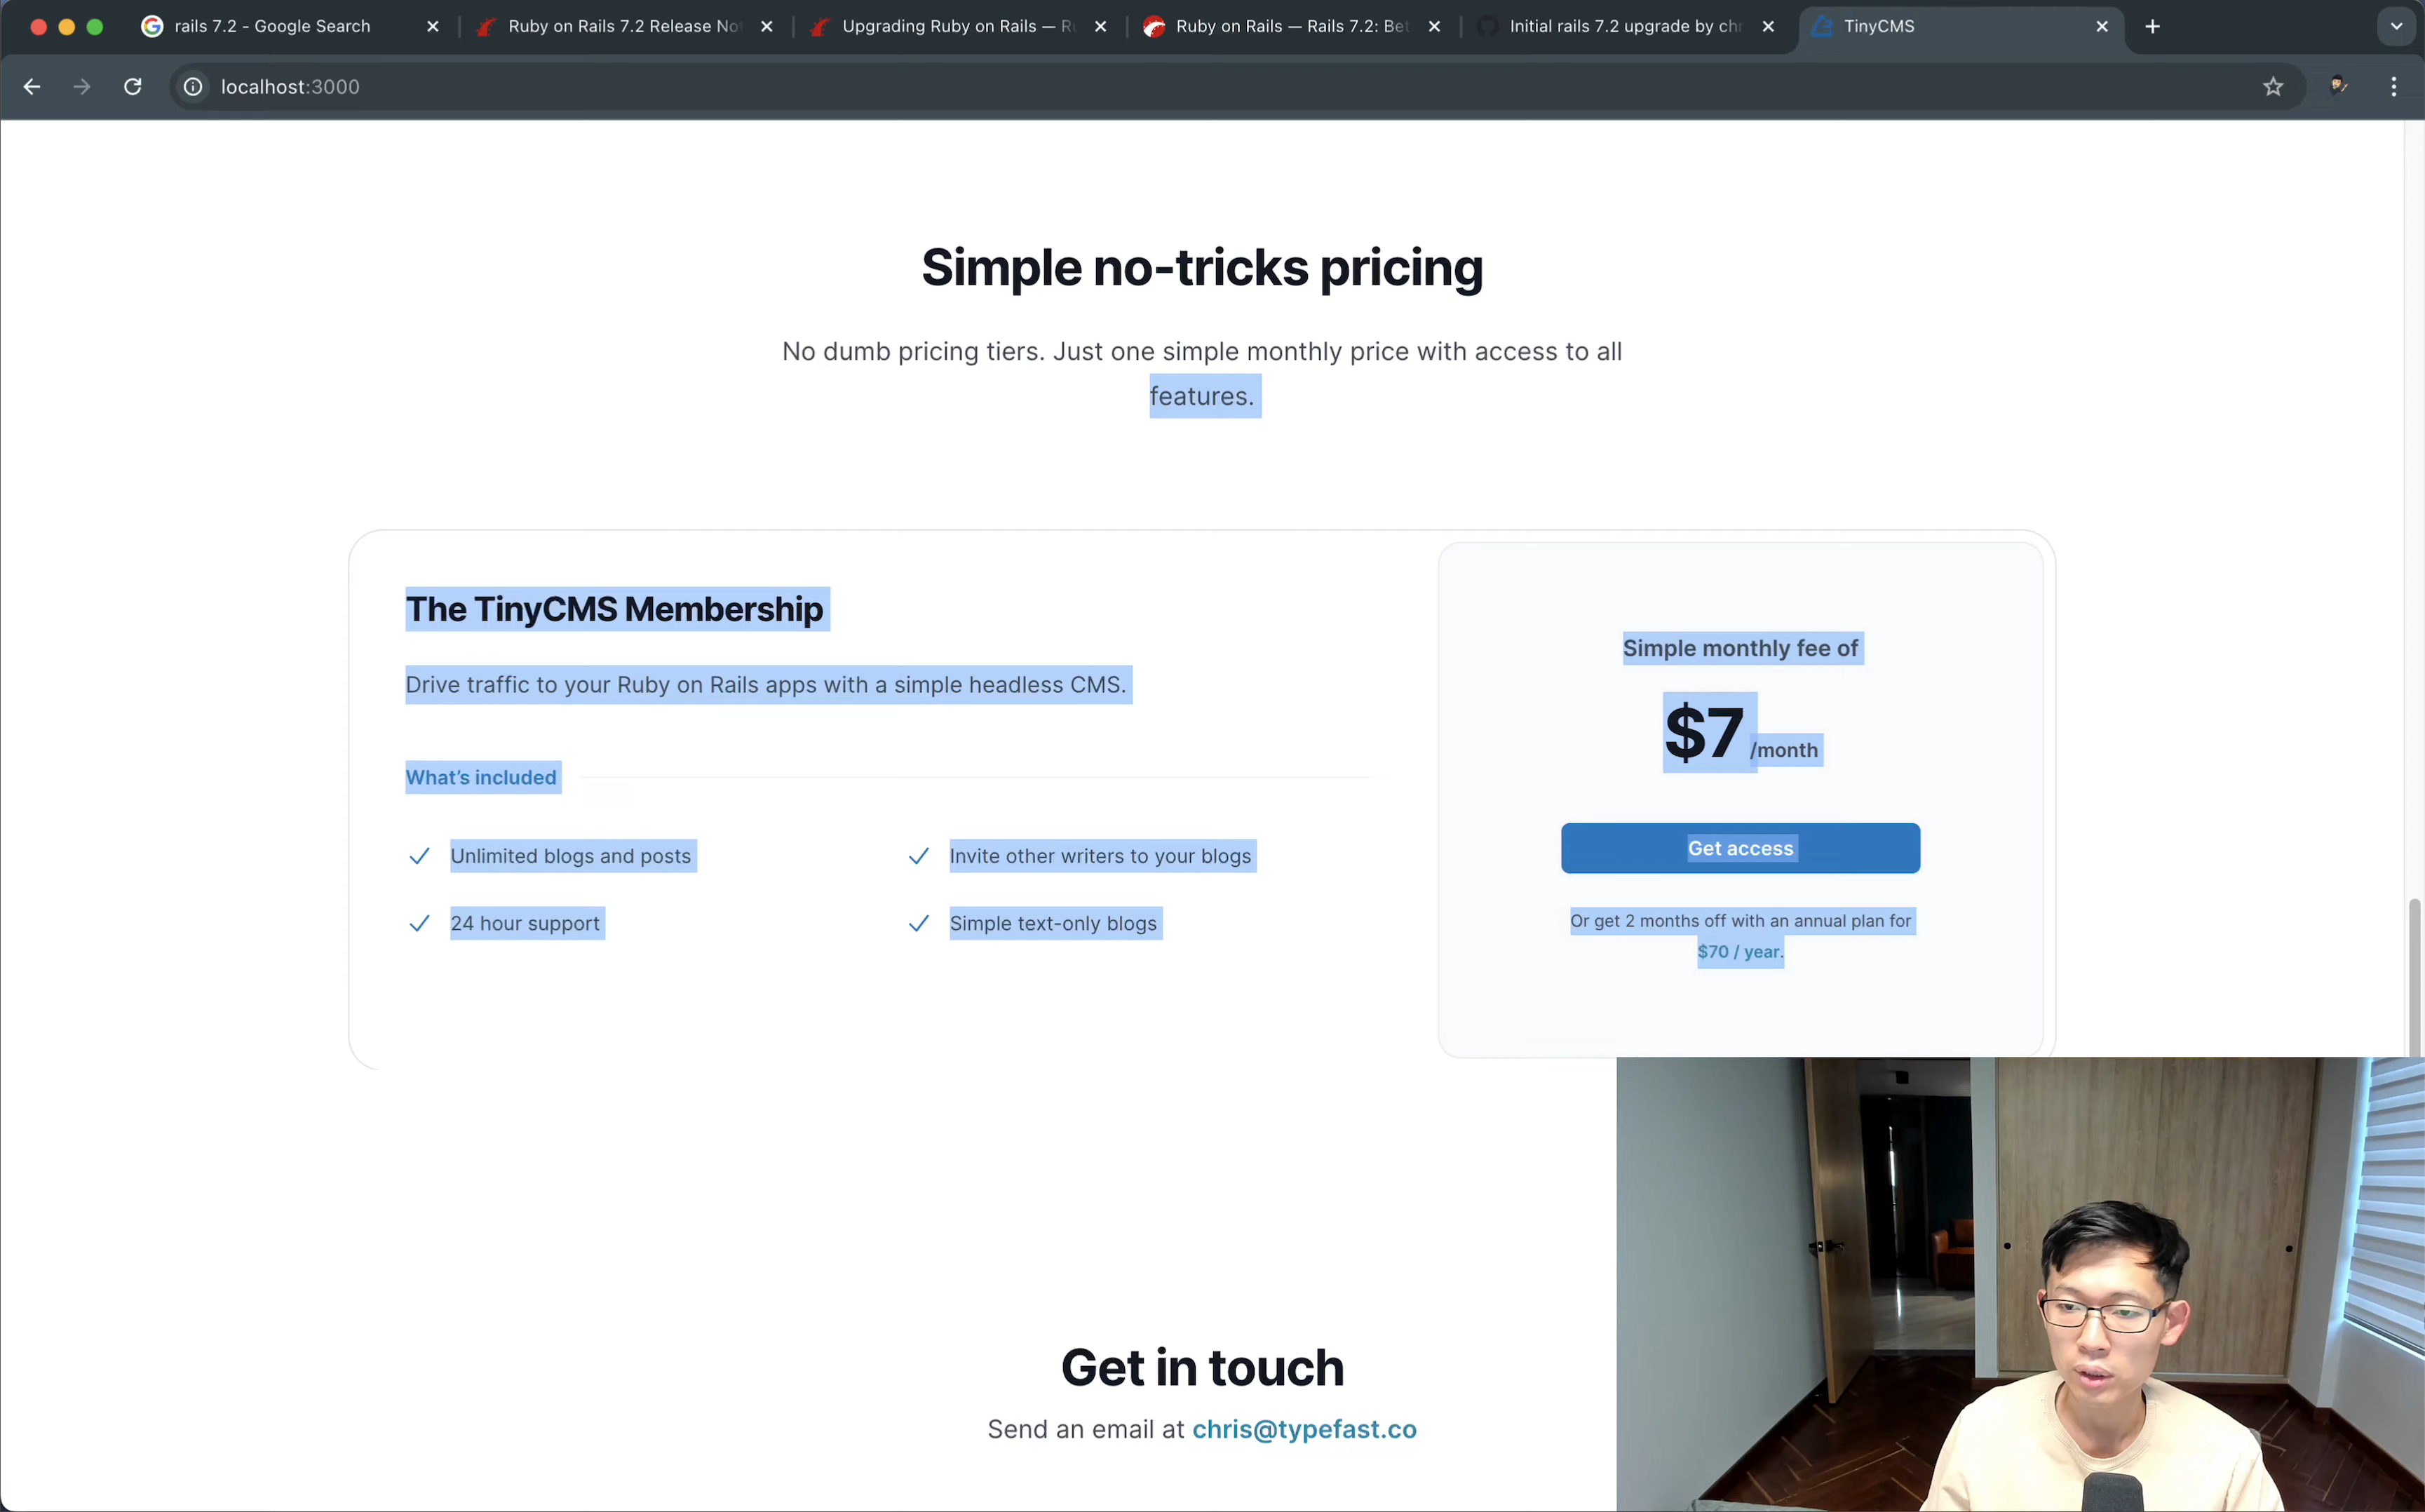 rails 7.2 - Google Search
Ruby on Rails 7.2 Release No
Upgrading Ruby on Rails — Ru
Ruby on Rails — Rails 7.2: Bet
Initial rails 7.2 upgrade by chr
TinyCMS
localhost:3000
Simple no-tricks pricing
No dumb pricing tiers. Just one simple monthly price with access to all
features.
The TinyCMS Membership
Drive traffic to your Ruby on Rails apps with a simple headless CMS.
What’s included
Unlimited blogs and posts
Invite other writers to your blogs
24 hour support
Simple text-only blogs
Simple monthly fee of
$7 /month
Get access
Or get 2 months off with an annual plan for
$70 / year.
Get in touch
Send an email at chris@typefast.co